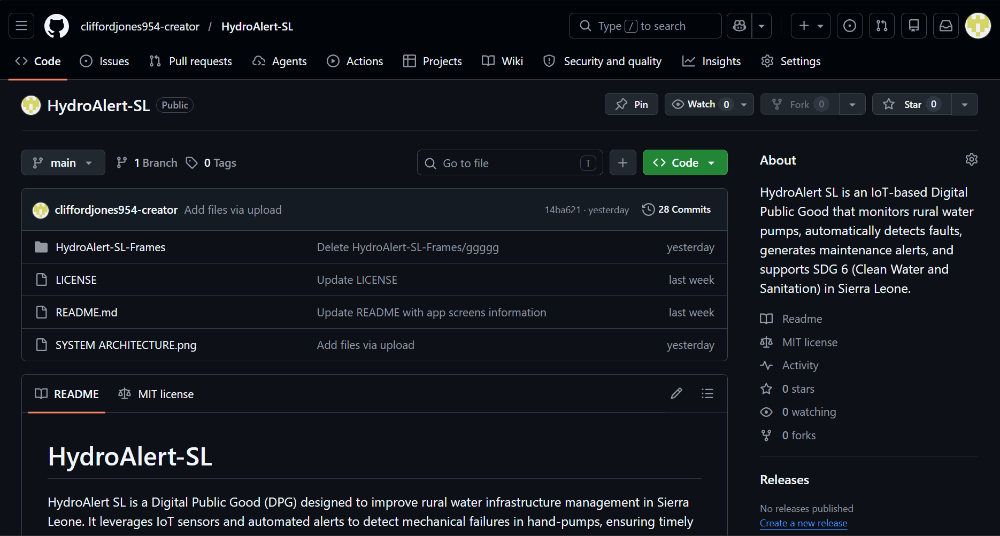 cliffordjones954-creator / HydroAlert-SL
Type / to search
Code
Issues
Pull requests
Agents
Actions
Projects
Wiki
Security and quality
Insights
Settings
HydroAlert-SL Public
Pin
Watch 0
Fork 0
Star 0
main
1 Branch
0 Tags
Go to file T
Code
cliffordjones954-creator Add files via upload 14ba621 · yesterday 28 Commits
HydroAlert-SL-Frames Delete HydroAlert-SL-Frames/ggggg yesterday
LICENSE Update LICENSE last week
README.md Update README with app screens information last week
SYSTEM ARCHITECTURE.png Add files via upload yesterday
README
MIT license
HydroAlert-SL
HydroAlert SL is a Digital Public Good (DPG) designed to improve rural water infrastructure management in Sierra
Leone. It leverages IoT sensors and automated alerts to detect mechanical failures in hand-pumps, ensuring timely
About
HydroAlert SL is an IoT-based Digital
Public Good that monitors rural water
pumps, automatically detects faults,
generates maintenance alerts, and
supports SDG 6 (Clean Water and
Sanitation) in Sierra Leone.
Readme
MIT license
Activity
0 stars
0 watching
0 forks
Releases
No releases published
Create a new release